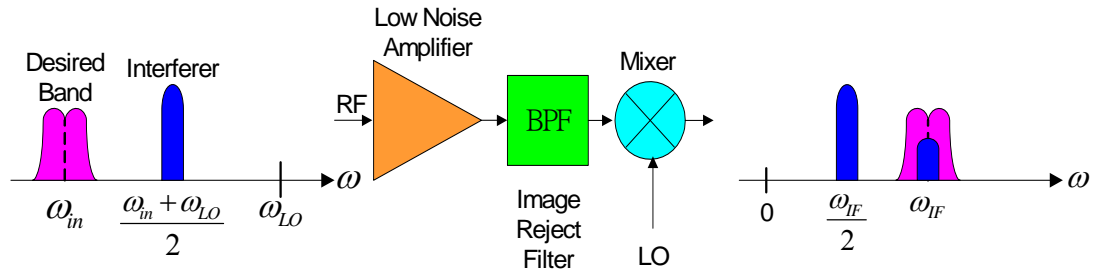 Low Noise
Amplifier
Desired
Band
Interferer
Mixer
RF
BPF
ω
ω_in
(ω_in + ω_LO)/2
ω_LO
Image
Reject
Filter
LO
0
ω_IF/2
ω_IF
ω